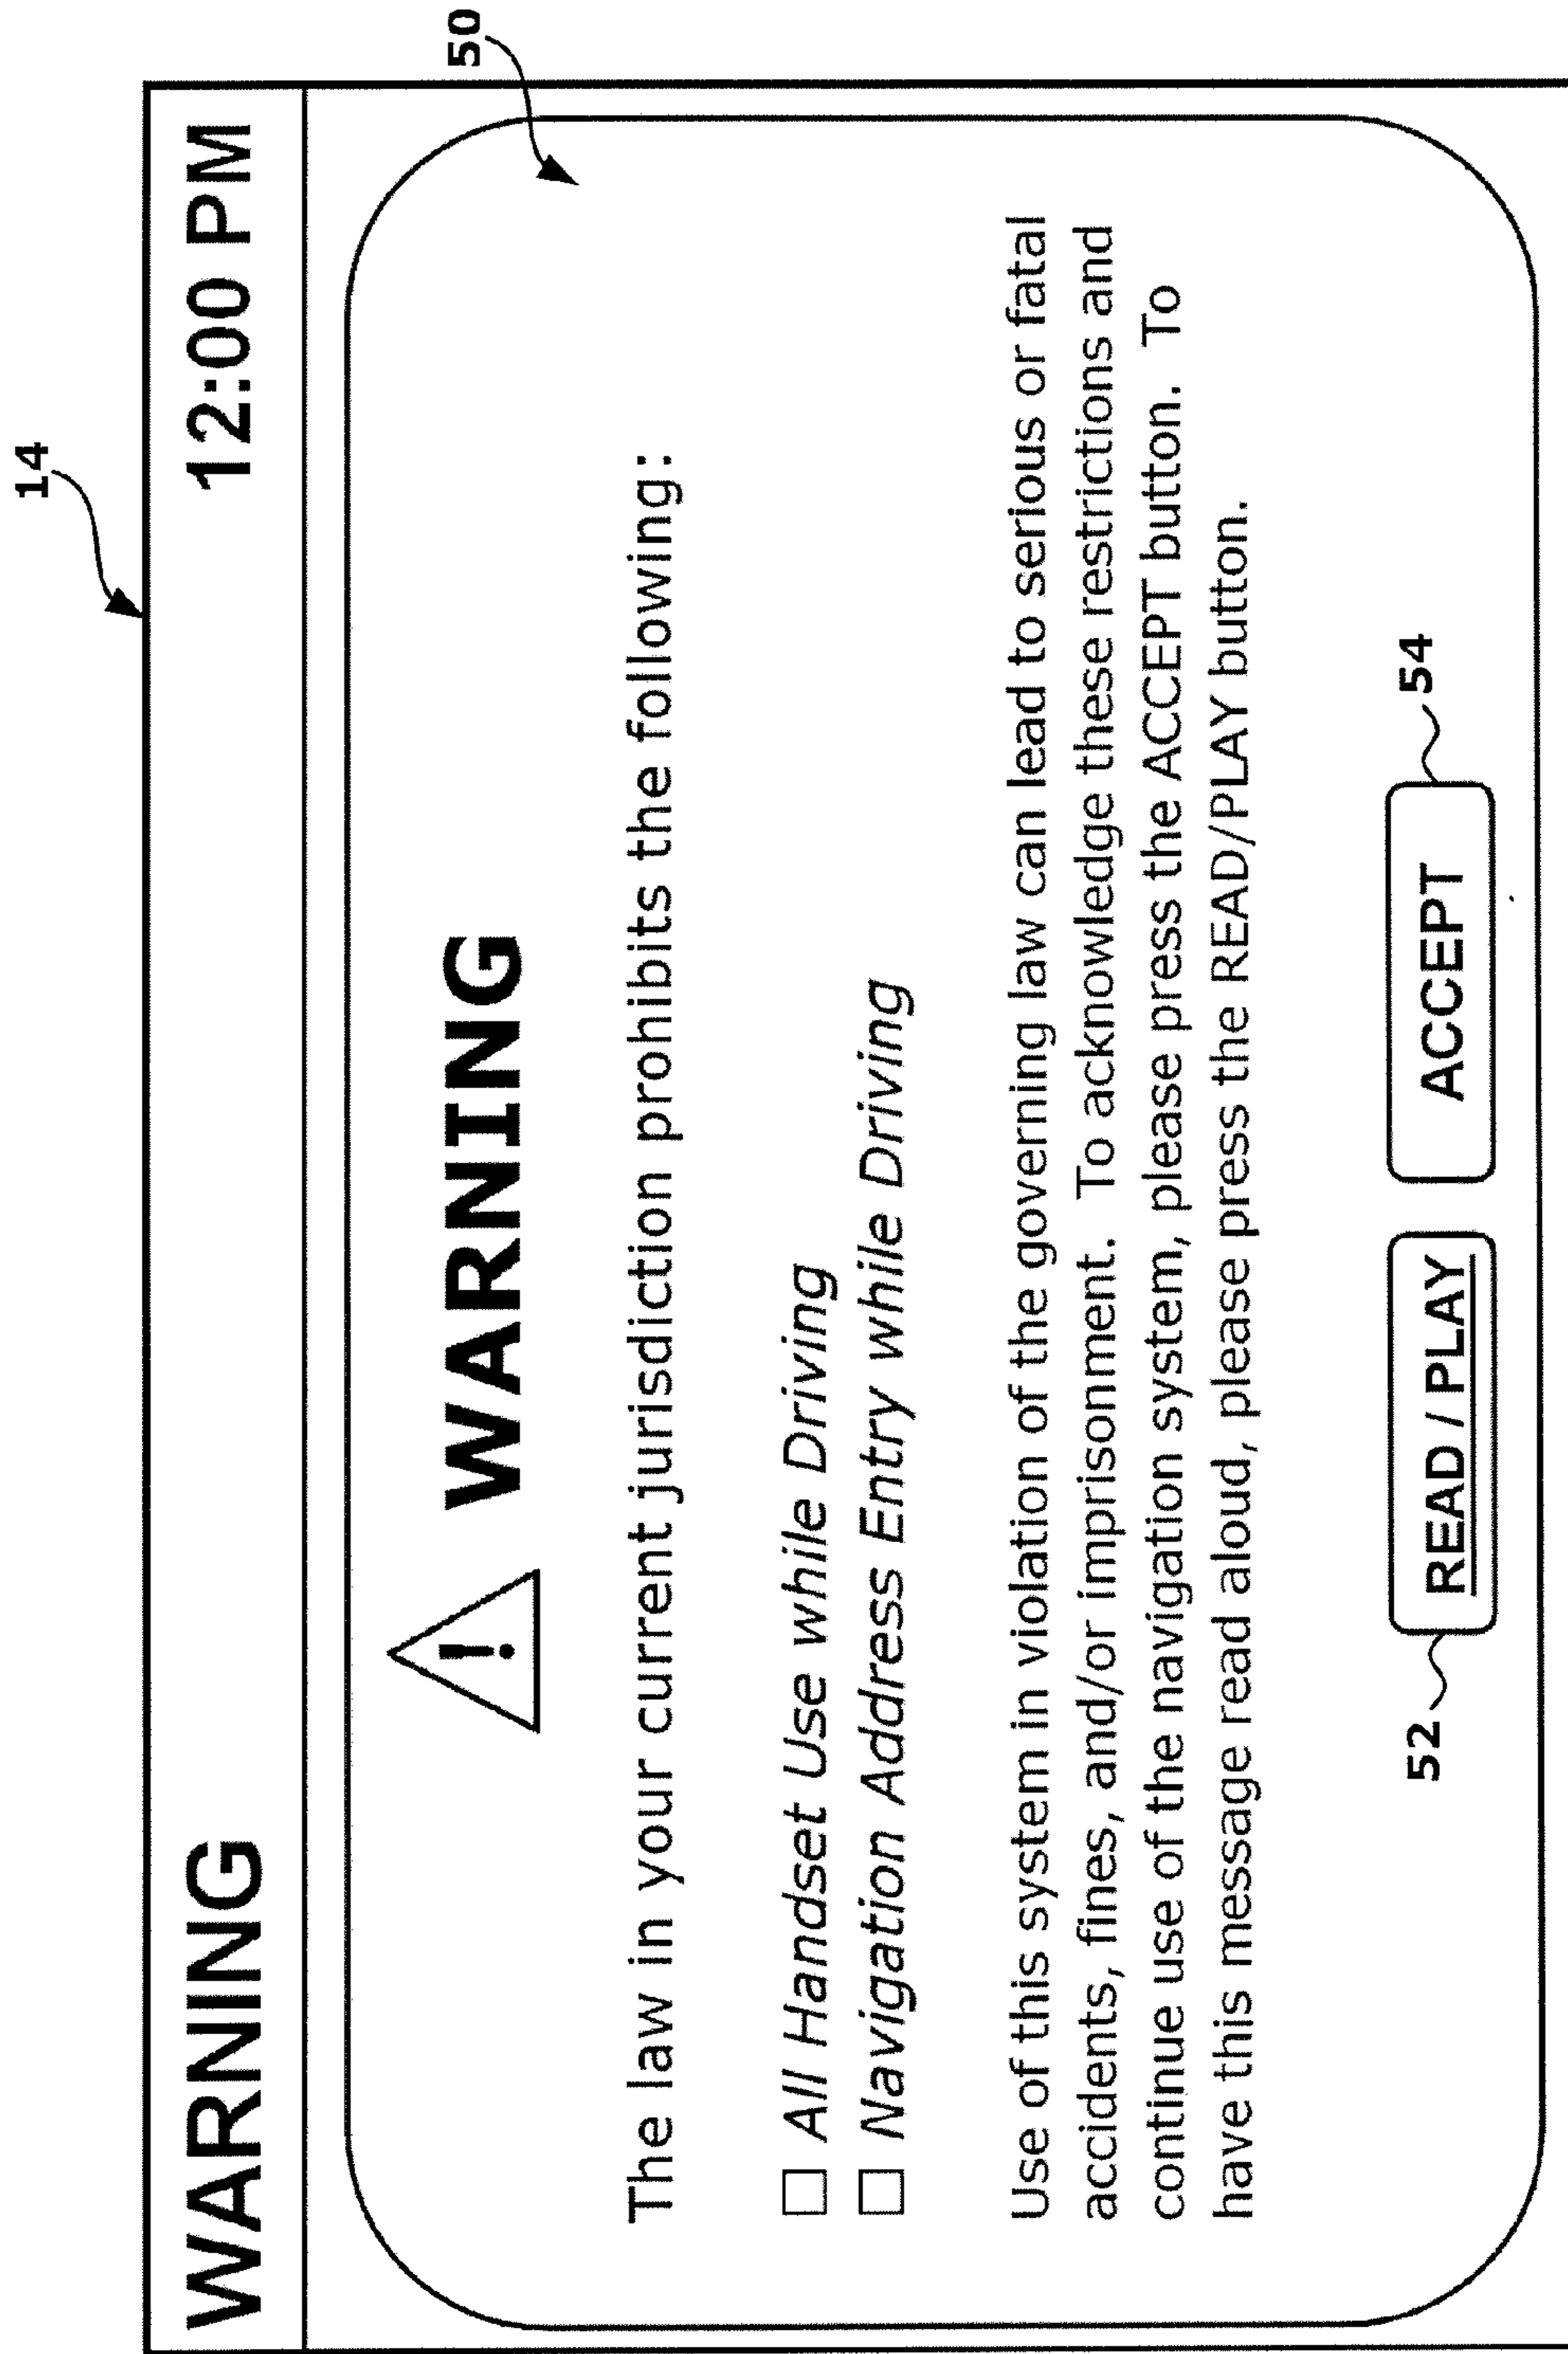 14
WARNING 12:00 PM
50
! WARNING
The law in your current jurisdiction prohibits the following:
☐ All Handset Use while Driving
☐ Navigation Address Entry while Driving
Use of this system in violation of the governing law can lead to serious or fatal
accidents, fines, and/or imprisonment.  To acknowledge these restrictions and
continue use of the navigation system, please press the ACCEPT button.  To
have this message read aloud, please press the READ/PLAY button.
52 READ / PLAY ACCEPT 54